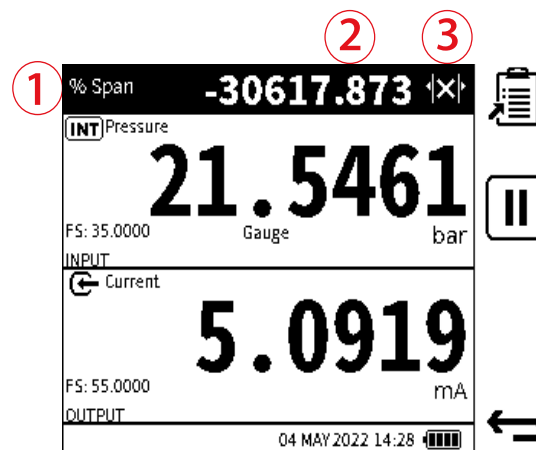 2 3
1 % Span -30617.873
INT Pressure
21.5461
FS: 35.0000 Gauge bar
INPUT
Current
5.0919
FS: 55.0000 mA
OUTPUT
04 MAY 2022 14:28